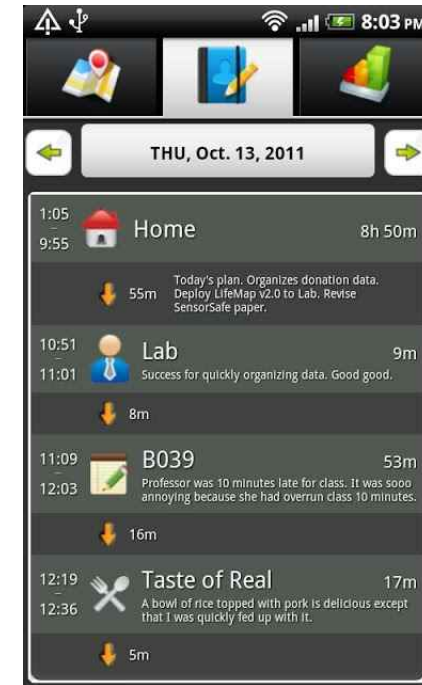 8:03 PM
THU, Oct. 13, 2011
1:05
–
9:55
Home
8h 50m
55m
Today's plan. Organizes donation data.
Deploy LifeMap v2.0 to Lab. Revise
SensorSafe paper.
10:51
–
11:01
Lab
9m
Success for quickly organizing data. Good good.
8m
11:09
–
12:03
B039
53m
Professor was 10 minutes late for class. It was sooo
annoying because she had overrun class 10 minutes.
16m
12:19
–
12:36
Taste of Real
17m
A bowl of rice topped with pork is delicious except
that I was quickly fed up with it.
5m